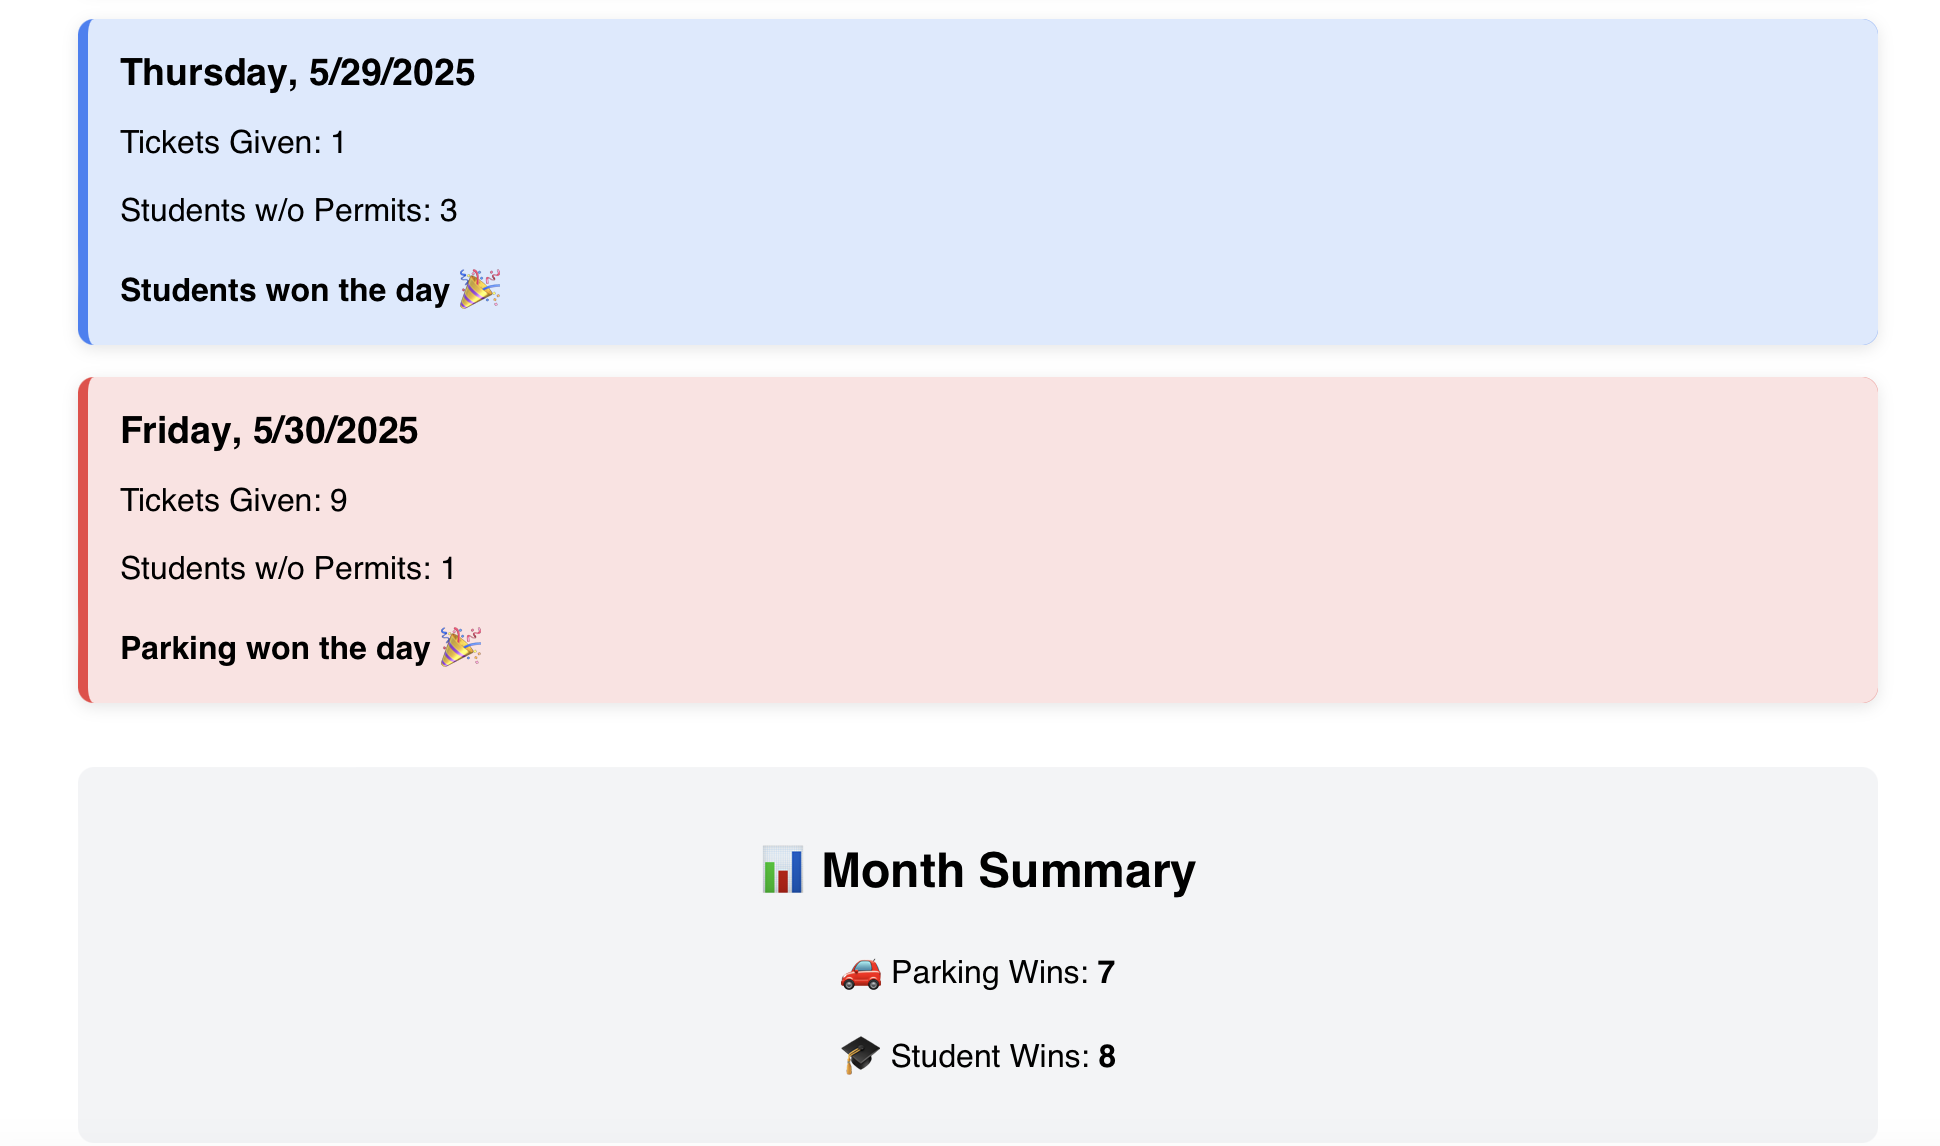 Thursday, 5/29/2025
Tickets Given: 1
Students w/o Permits: 3
Students won the day 🎉
Friday, 5/30/2025
Tickets Given: 9
Students w/o Permits: 1
Parking won the day 🎉
📊 Month Summary
🚗 Parking Wins: 7
🎓 Student Wins: 8